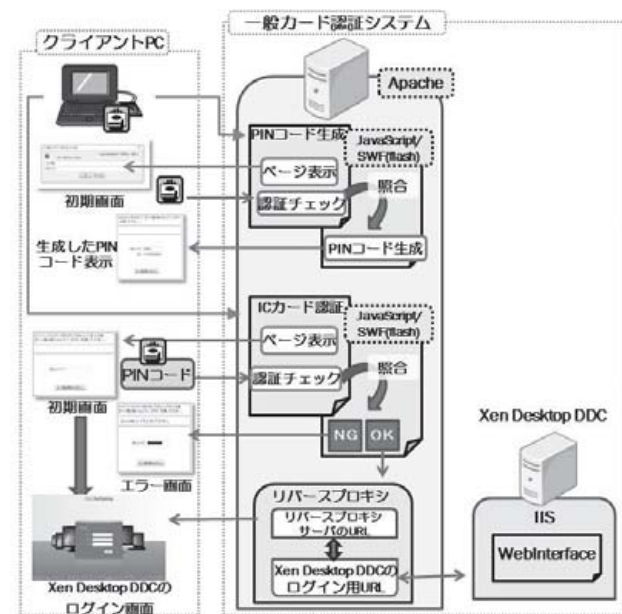 一般カード認証システム
クライアントPC
Apache
PINコード生成
JavaScript/
SWF(flash)
ページ表示
照合
認証チェック
初期画面
生成したPIN
コード表示
PINコード生成
ICカード認証
JavaScript/
SWF(flash)
ページ表示
照合
PINコード
認証チェック
初期画面
NG
OK
エラー画面
Xen Desktop DDC
リバースプロキシ
リバースプロキシ
サーバのURL
IIS
WebInterface
Xen Desktop DDCの
ログイン用URL
Xen Desktop DDCの
ログイン画面